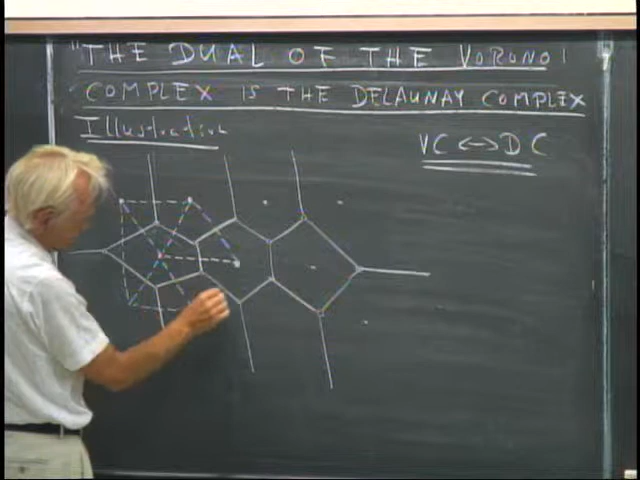 "THE DUAL OF THE VORONOI
COMPLEX IS THE DELAUNAY COMPLEX
Illustration
VC <-> DC